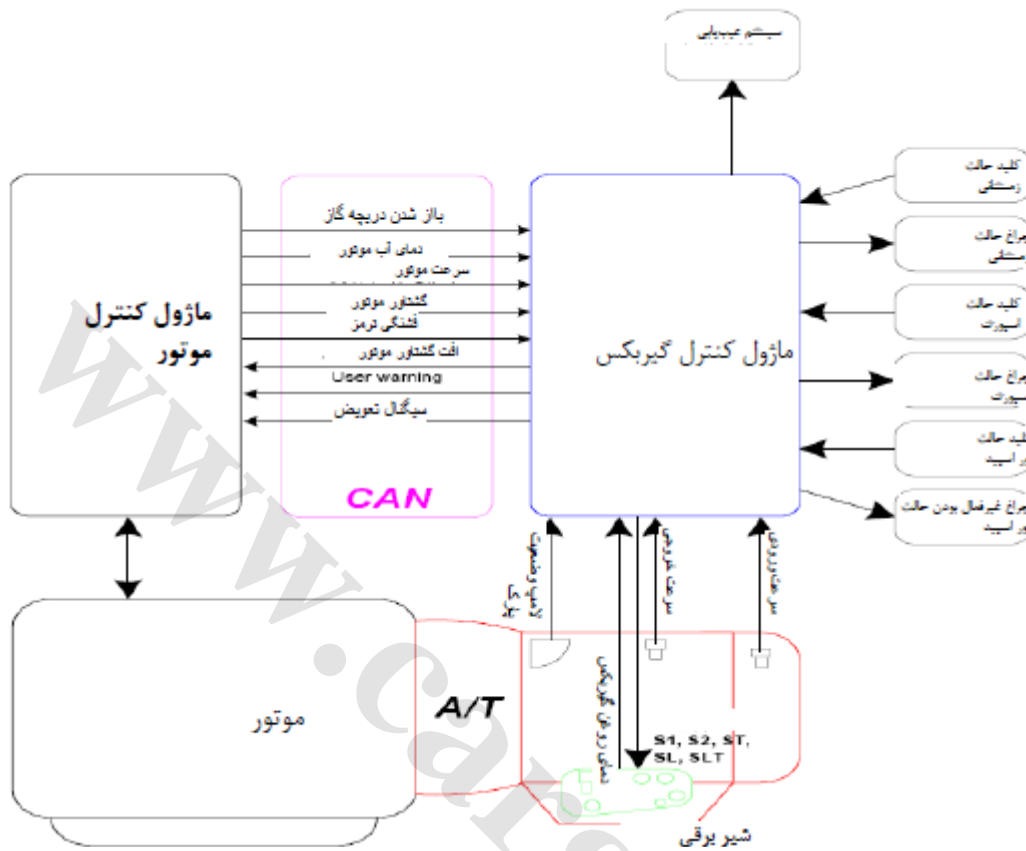 سیستم عیب‌یابی
کلید حالت
زمستانی
چراغ حالت
زمستانی
کلید حالت
اسپورت
چراغ حالت
اسپورت
کلید حالت
اور اسپید
چراغ غیرفعال بودن حالت
اور اسپید
باز شدن دریچه گاز
دمای آب موتور
سرعت موتور
گشتاور موتور
فشنگی ترمز
افت گشتاور موتور
User warning
سیگنال تعویض
CAN
ماژول کنترل
موتور
ماژول کنترل گیربکس
لامپ وضعیت
پارک
سرعت خروجی
سرعت ورودی
دمای روغن گیربکس
S1, S2, ST,
SL, SLT
A/T
موتور
شیر برقی